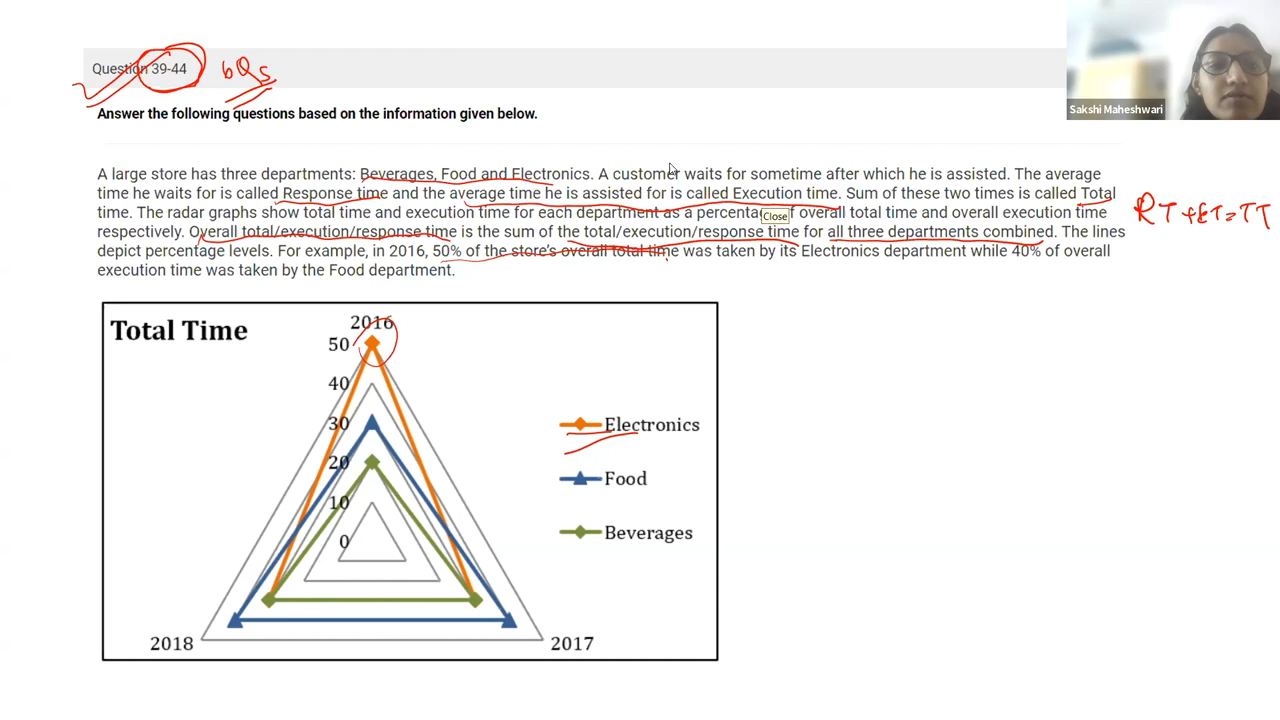 Question 39-44
6Qs
Sakshi Maheshwari
Answer the following questions based on the information given below.
A large store has three departments: Beverages, Food and Electronics. A customer waits for sometime after which he is assisted. The average
time he waits for is called Response time and the average time he is assisted for is called Execution time. Sum of these two times is called Total
time. The radar graphs show total time and execution time for each department as a percentage of overall total time and overall execution time
Close
RT+ET=TT
respectively. Overall total/execution/response time is the sum of the total/execution/response time for all three departments combined. The lines
depict percentage levels. For example, in 2016, 50% of the store's overall total time was taken by its Electronics department while 40% of overall
execution time was taken by the Food department.
Total Time
2016
50
40
30
20
10
0
2018
2017
Electronics
Food
Beverages